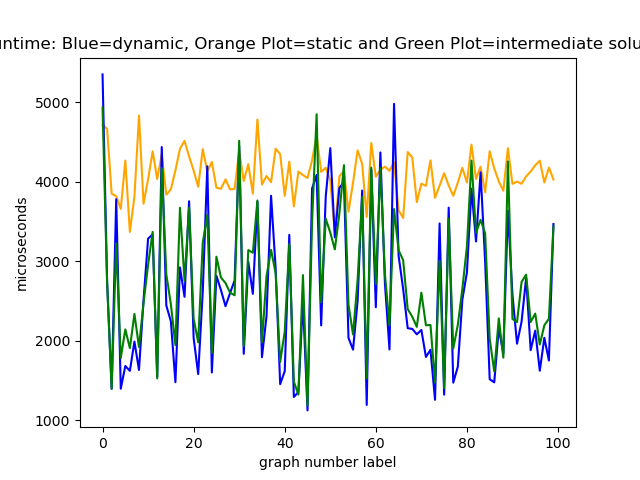 Runtime: Blue=dynamic, Orange Plot=static and Green Plot=intermediate solu
5000
4000
microseconds
3000
2000
1000
0 20 40 60 80 100
graph number label